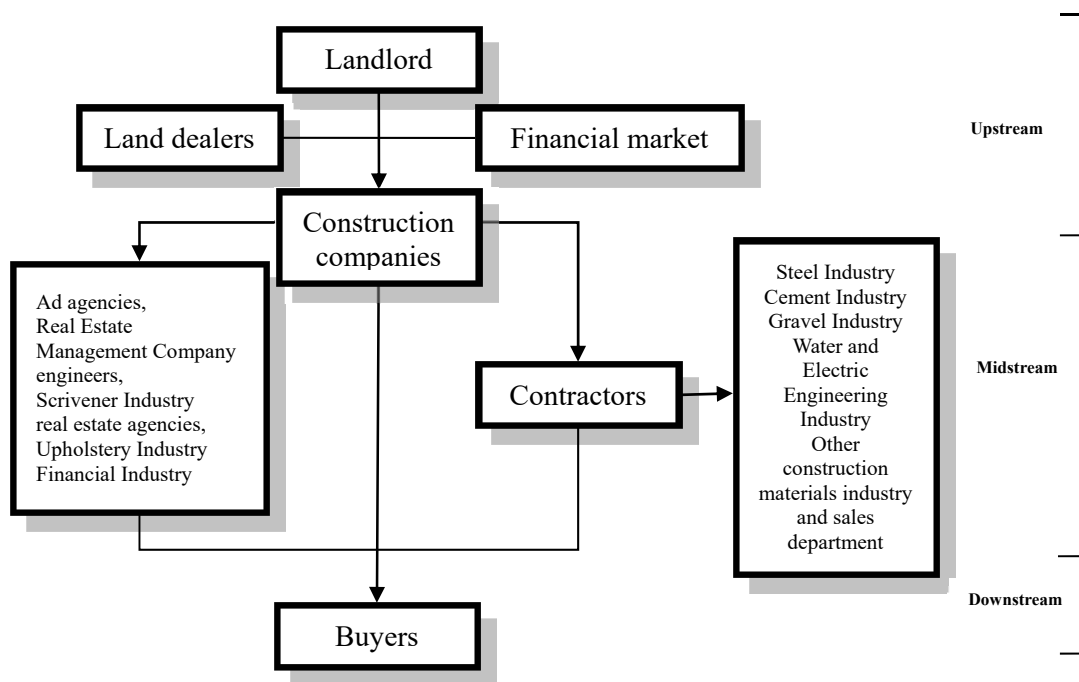 Landlord
Land dealers
Financial market
Upstream
Construction
companies
Ad agencies,
Real Estate
Management Company
engineers,
Scrivener Industry
real estate agencies,
Upholstery Industry
Financial Industry
Contractors
Steel Industry
Cement Industry
Gravel Industry
Water and
Electric
Engineering
Industry
Other
construction
materials industry
and sales
department
Midstream
Downstream
Buyers